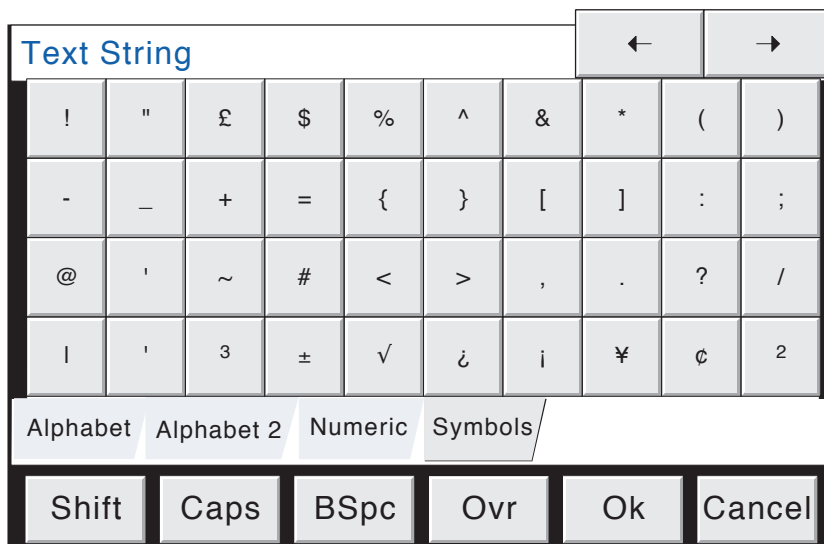 Text String ← →
! " £ $ % ^ & * ( )
- _ + = { } [ ] : ;
@ ' ~ # < > , . ? /
| ' ³ ± √ ¿ ¡ ¥ ¢ ²
Alphabet Alphabet 2 Numeric Symbols
Shift Caps BSpc Ovr Ok Cancel